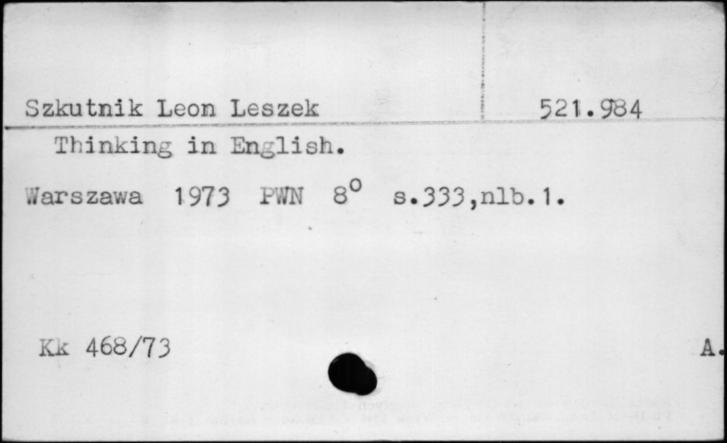 Szkutnik Leon Leszek 521.984
Thinking in English.
Warszawa 1973 PWN 8° s.333,nlb.1.
Kk 468/73 A.